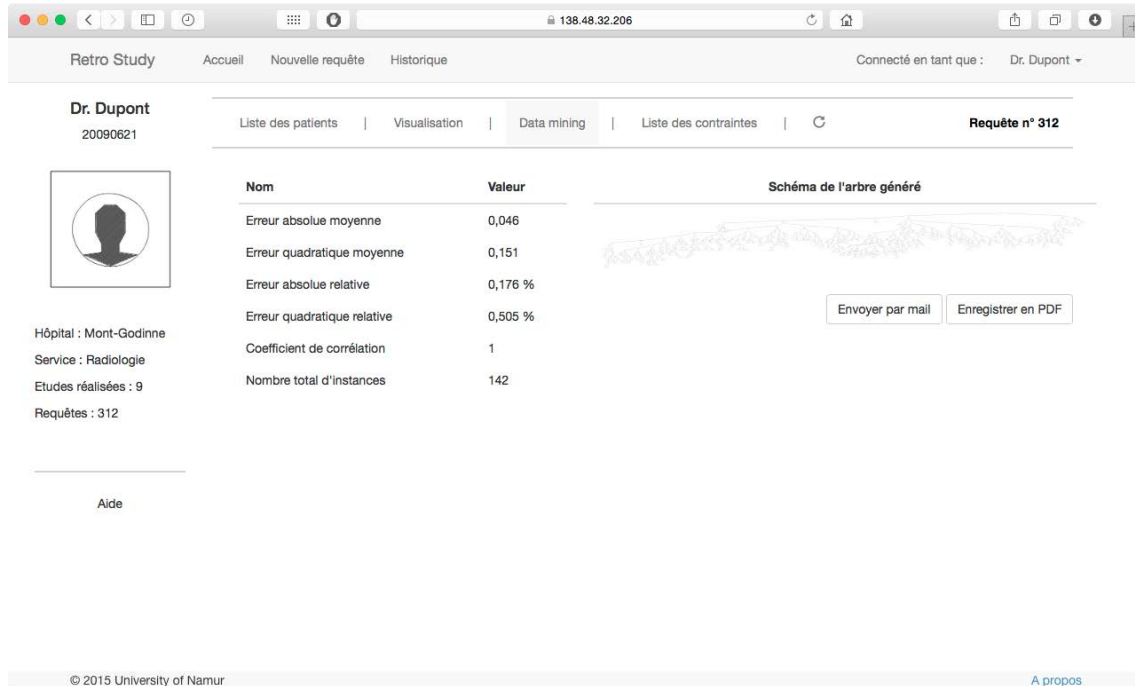 138.48.32.206
Retro Study Accueil Nouvelle requête Historique Connecté en tant que : Dr. Dupont
Dr. Dupont
20090621
Liste des patients | Visualisation | Data mining | Liste des contraintes | Requête n° 312
Nom Valeur
Erreur absolue moyenne 0,046
Erreur quadratique moyenne 0,151
Erreur absolue relative 0,176 %
Erreur quadratique relative 0,505 %
Coefficient de corrélation 1
Nombre total d'instances 142
Schéma de l'arbre généré
Envoyer par mail Enregistrer en PDF
Hôpital : Mont-Godinne
Service : Radiologie
Etudes réalisées : 9
Requêtes : 312
Aide
© 2015 University of Namur A propos